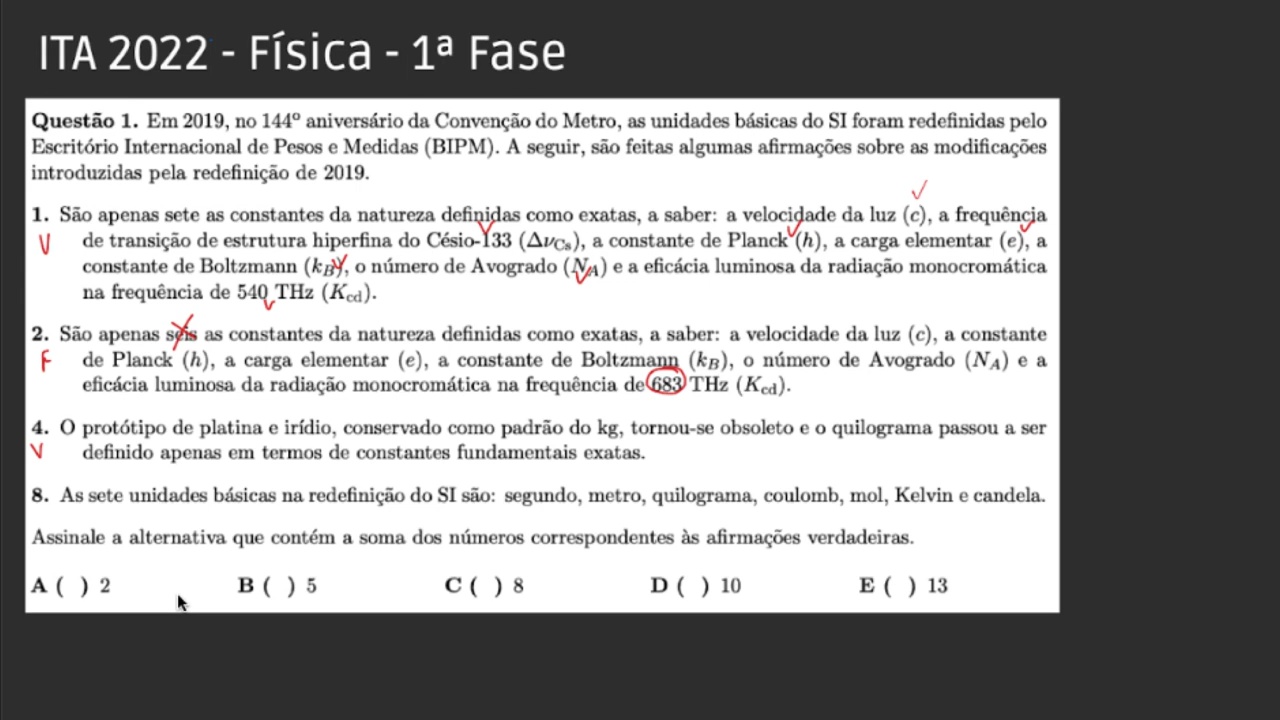 ITA 2022 - Física - 1ª Fase
Questão 1. Em 2019, no 144º aniversário da Convenção do Metro, as unidades básicas do SI foram redefinidas pelo
Escritório Internacional de Pesos e Medidas (BIPM). A seguir, são feitas algumas afirmações sobre as modificações
introduzidas pela redefinição de 2019.
1. São apenas sete as constantes da natureza definidas como exatas, a saber: a velocidade da luz (c), a frequência
V de transição de estrutura hiperfina do Césio-133 (Δν_Cs), a constante de Planck (h), a carga elementar (e), a
constante de Boltzmann (k_B), o número de Avogrado (N_A) e a eficácia luminosa da radiação monocromática
na frequência de 540 THz (K_cd).
2. São apenas seis as constantes da natureza definidas como exatas, a saber: a velocidade da luz (c), a constante
F de Planck (h), a carga elementar (e), a constante de Boltzmann (k_B), o número de Avogrado (N_A) e a
eficácia luminosa da radiação monocromática na frequência de 683 THz (K_cd).
4. O protótipo de platina e irídio, conservado como padrão do kg, tornou-se obsoleto e o quilograma passou a ser
V definido apenas em termos de constantes fundamentais exatas.
8. As sete unidades básicas na redefinição do SI são: segundo, metro, quilograma, coulomb, mol, Kelvin e candela.
Assinale a alternativa que contém a soma dos números correspondentes às afirmações verdadeiras.
A ( ) 2 B ( ) 5 C ( ) 8 D ( ) 10 E ( ) 13